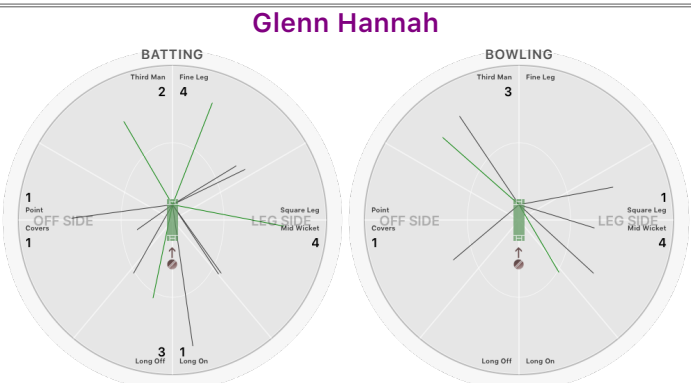 Glenn Hannah
BATTING
Third Man Fine Leg
2 4
1
Point
OFF SIDE
Covers
1
Square Leg
LEG SIDE
Mid Wicket
4
3 1
Long Off Long On
BOWLING
Third Man Fine Leg
3
Point
OFF SIDE
Covers
1
1
Square Leg
LEG SIDE
Mid Wicket
4
Long Off Long On